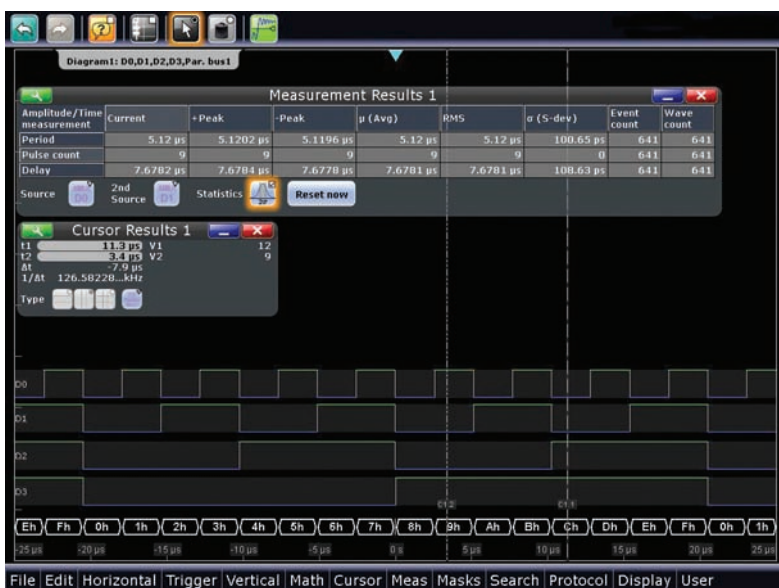 Diagram1: D0,D1,D2,D3,Par. bus1
Measurement Results 1
Amplitude/Time measurement Current +Peak -Peak µ (Avg) RMS σ (S-dev) Event count Wave count
Period 5.12 µs 5.1202 µs 5.1196 µs 5.12 µs 5.12 µs 100.65 ps 641 641
Pulse count 9 9 9 9 9 0 641 641
Delay 7.6782 µs 7.6784 µs 7.6778 µs 7.6781 µs 7.6781 µs 108.63 ps 641 641
Source D0 2nd Source D1 Statistics Reset now
Cursor Results 1
t1 11.3 µs V1 12
t2 3.4 µs V2 9
Δt -7.9 µs
1/Δt 126.58228...kHz
Type
D0
D1
D2
D3
C1.2 C1.1
Eh Fh 0h 1h 2h 3h 4h 5h 6h 7h 8h 9h Ah Bh Ch Dh Eh Fh 0h 1h
-25 µs -20 µs -15 µs -10 µs -5 µs 0 s 5 µs 10 µs 15 µs 20 µs 25 µs
File Edit Horizontal Trigger Vertical Math Cursor Meas Masks Search Protocol Display User